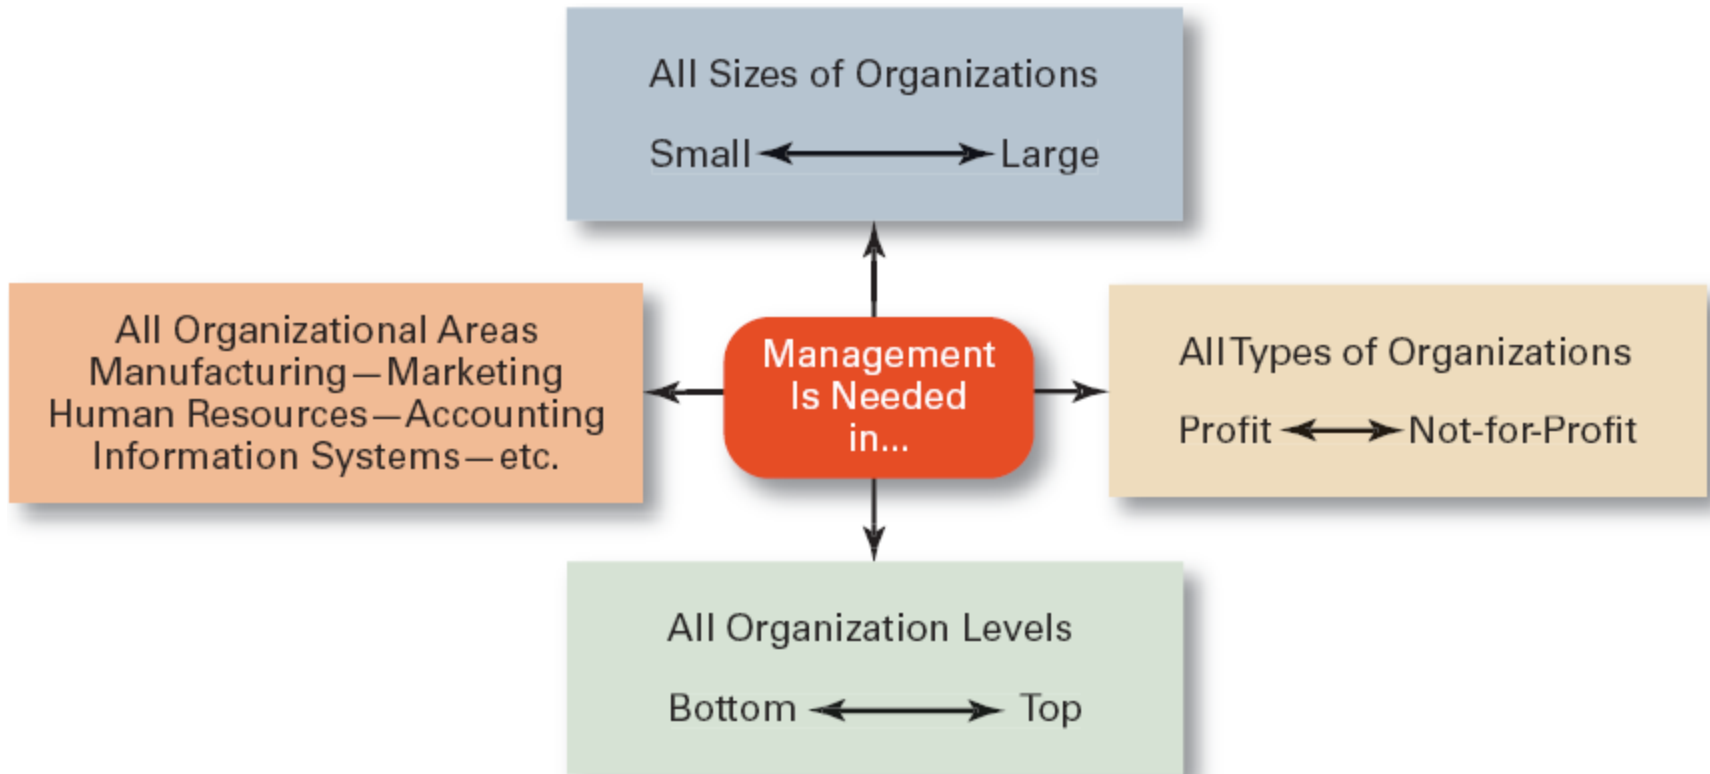 All Sizes of Organizations
Small Large
All Organizational Areas
Manufacturing—Marketing
Human Resources—Accounting
Information Systems—etc.
Management
Is Needed
in...
All Types of Organizations
Profit Not-for-Profit
All Organization Levels
Bottom Top